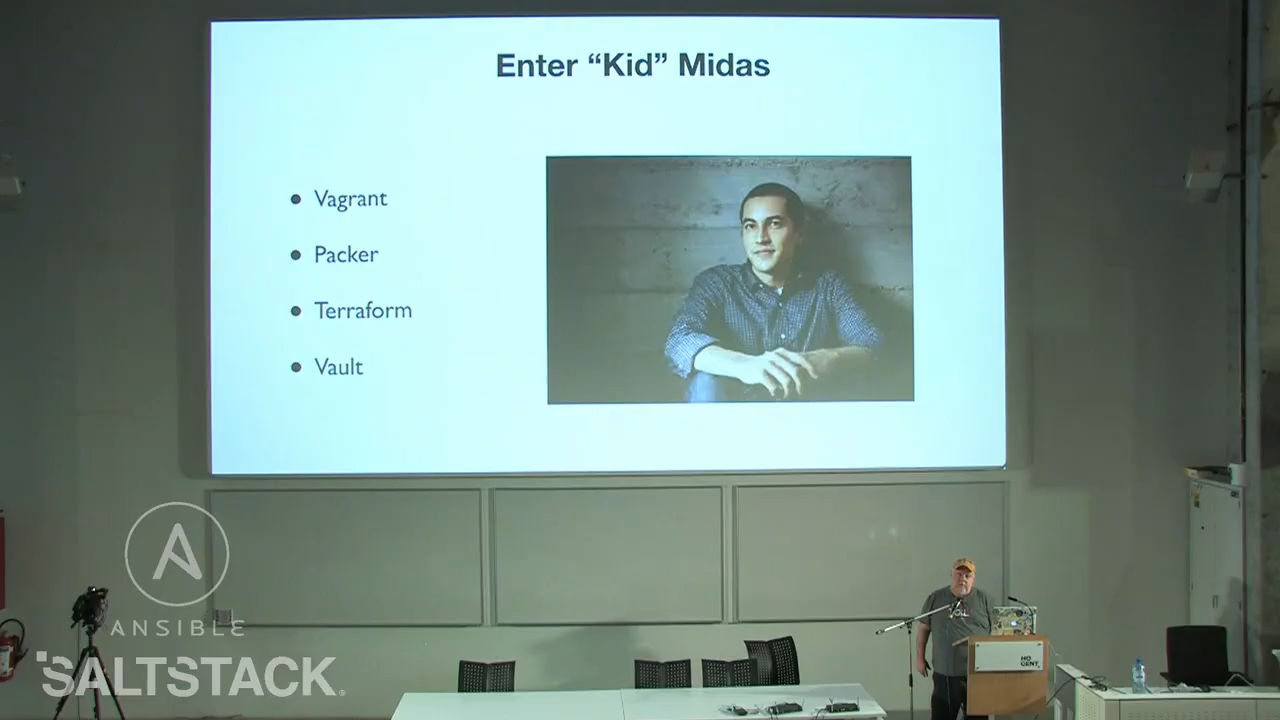 Enter “Kid” Midas
• Vagrant
• Packer
• Terraform
• Vault
ANSIBLE
SALTSTACK.
HO
GENT